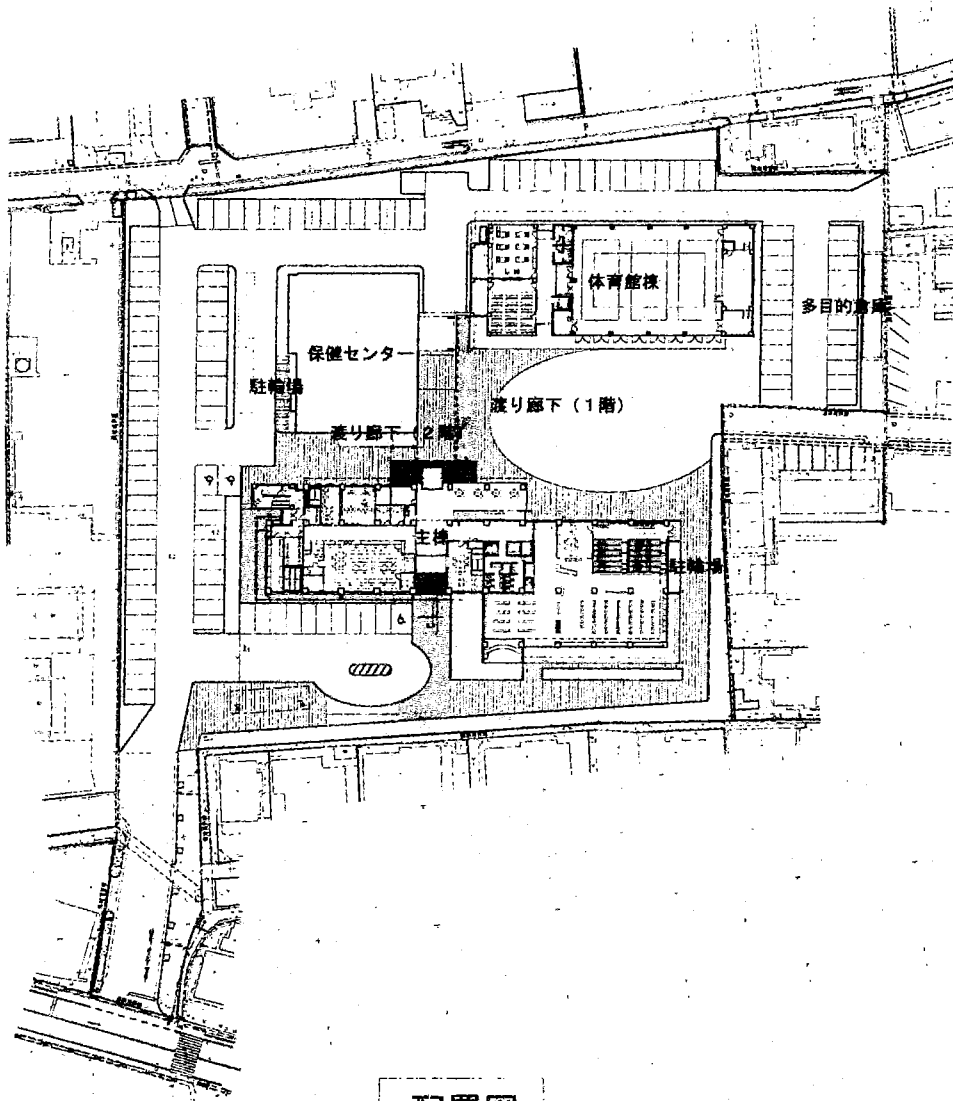 体育館棟
多目的倉庫
保健センター
駐輪場
渡り廊下（１階）
渡り廊下（２階）
主棟
駐輪場
配置図